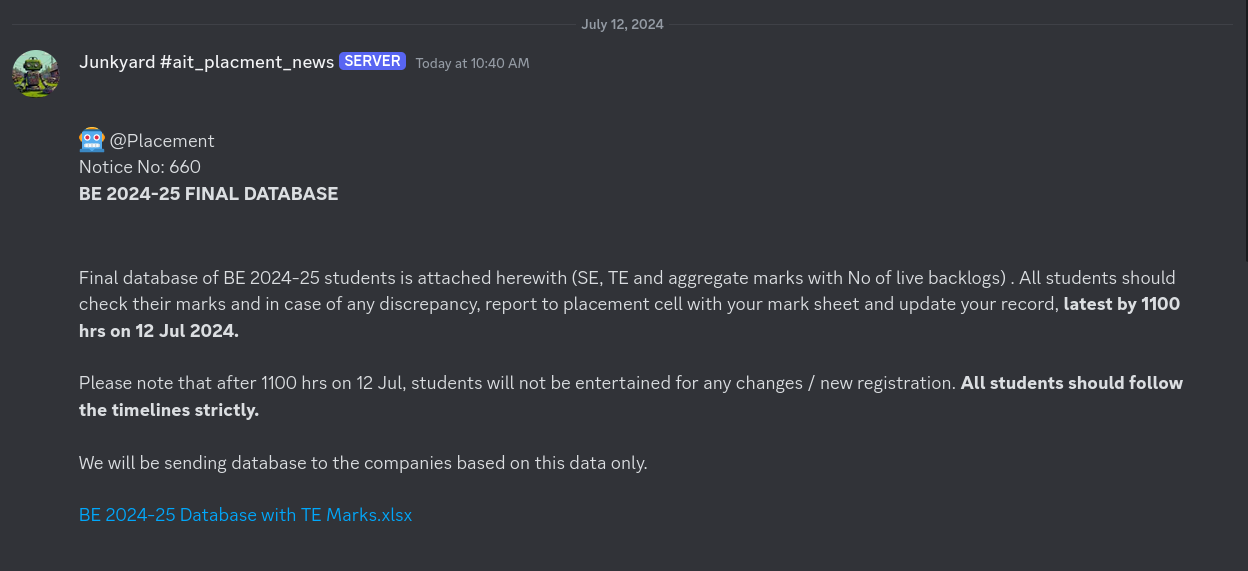 July 12, 2024
Junkyard #ait_placment_news SERVER Today at 10:40 AM
@Placement
Notice No: 660
BE 2024-25 FINAL DATABASE
Final database of BE 2024-25 students is attached herewith (SE, TE and aggregate marks with No of live backlogs) . All students should
check their marks and in case of any discrepancy, report to placement cell with your mark sheet and update your record, latest by 1100
hrs on 12 Jul 2024.
Please note that after 1100 hrs on 12 Jul, students will not be entertained for any changes / new registration. All students should follow
the timelines strictly.
We will be sending database to the companies based on this data only.
BE 2024-25 Database with TE Marks.xlsx